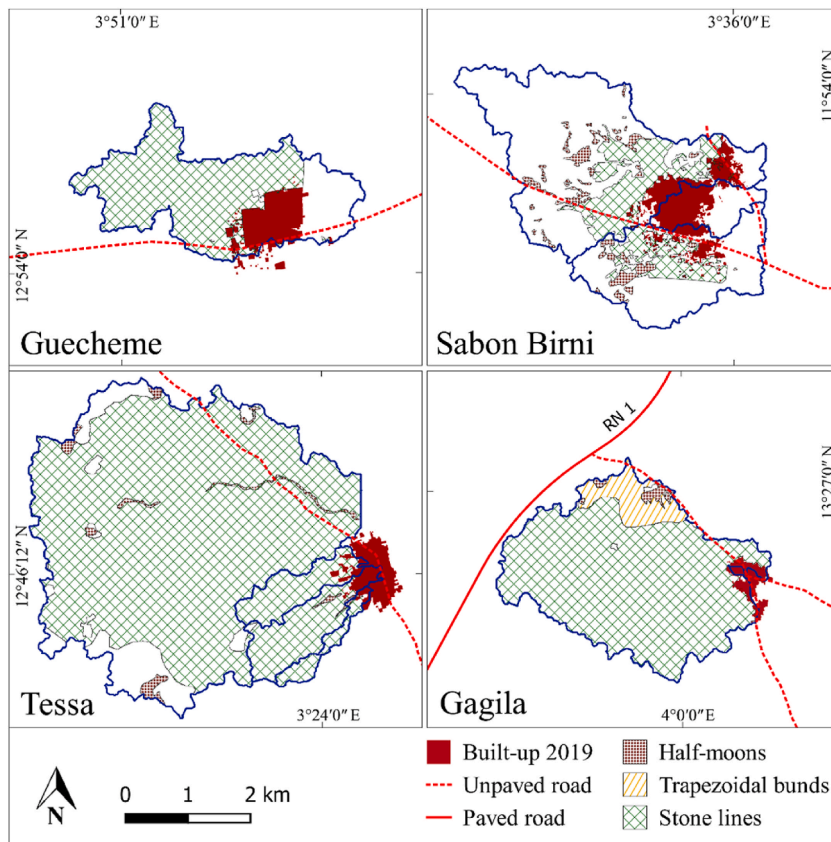 3°51'0" E
3°36'0" E
11°54'0" N
12°54'0" N
Guecheme
Sabon Birni
RN 1
13°27'0" N
12°46'12" N
Tessa
3°24'0"E
Gagila
4°0'0"E
Built-up 2019
Half-moons
Unpaved road
Trapezoidal bunds
Paved road
Stone lines
N
0 1 2 km